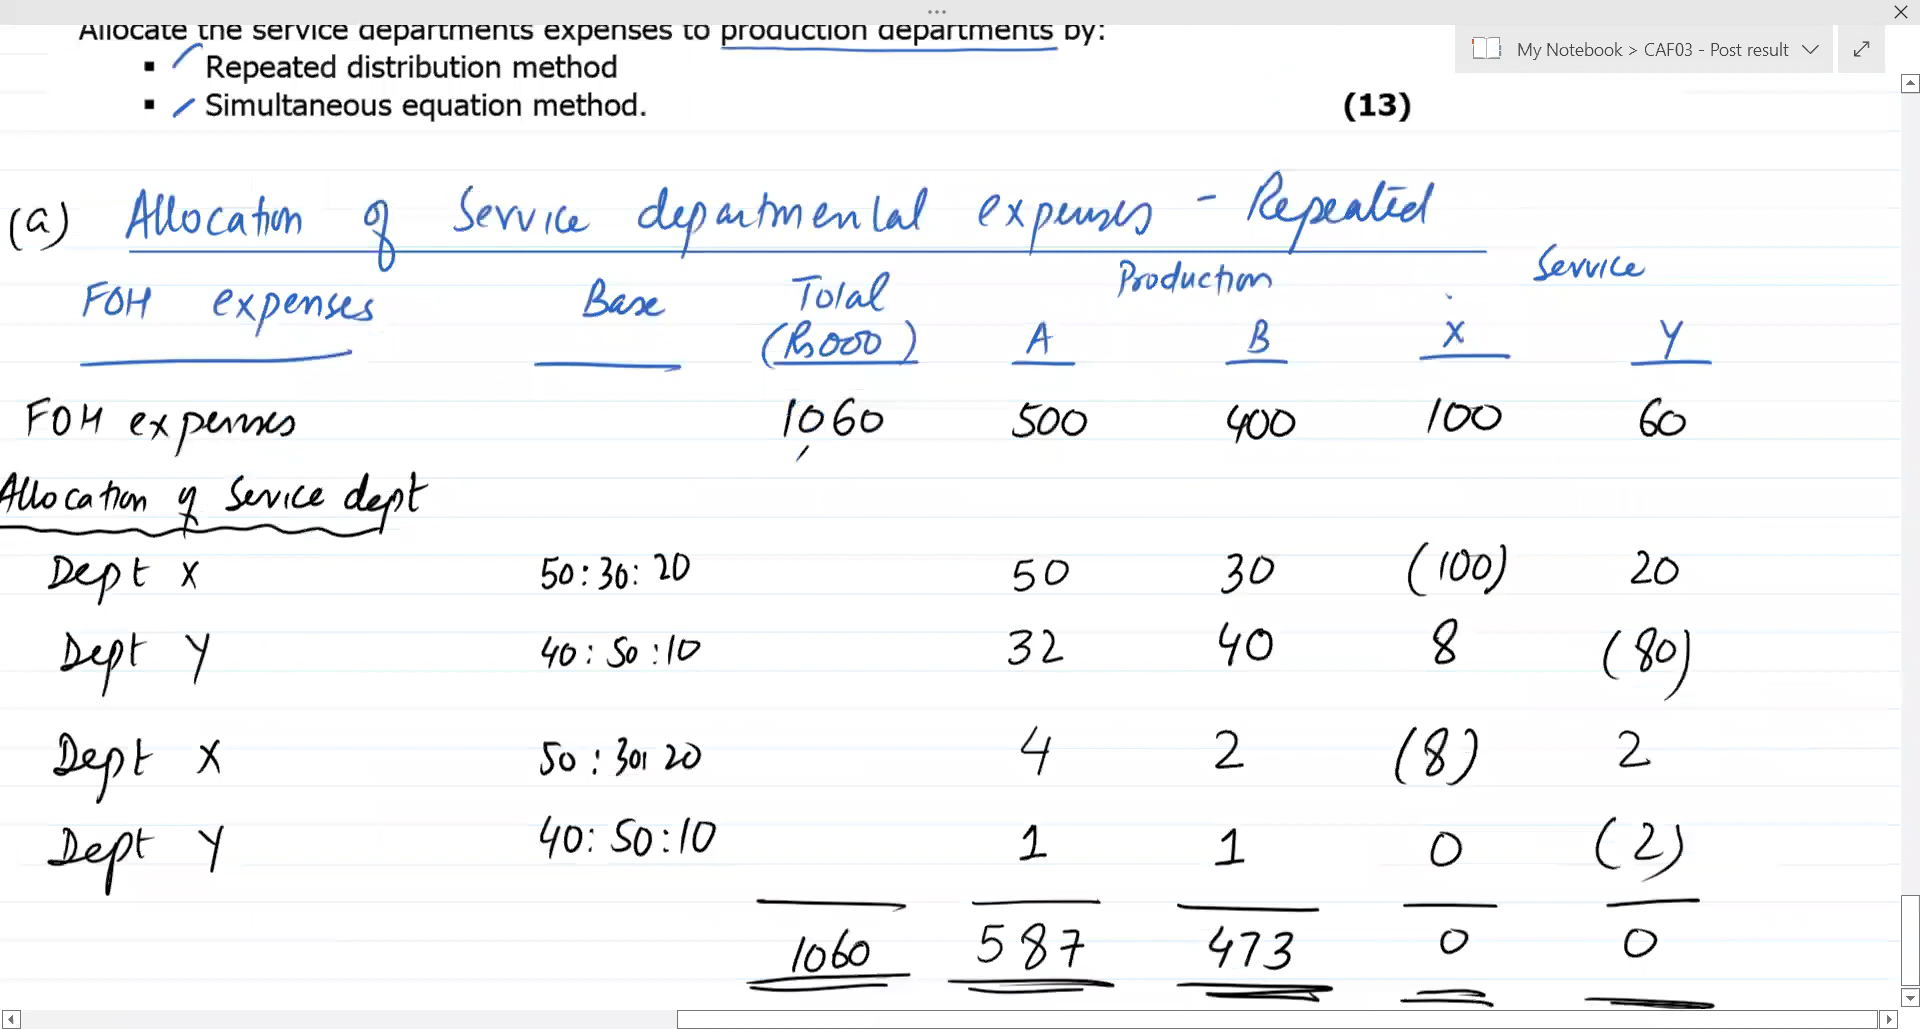 Allocate the service departments expenses to production departments by:
▪ Repeated distribution method
▪ Simultaneous equation method. (13)
My Notebook > CAF03 - Post result
(a) Allocation of Service departmental expenses - Repeated
Production Service
FOH expenses Base Total (Rs000) A B X Y
FOH expenses 1060 500 400 100 60
Allocation of Service dept
Dept X 50:30:20 50 30 (100) 20
Dept Y 40:50:10 32 40 8 (80)
Dept X 50:30:20 4 2 (8) 2
Dept Y 40:50:10 1 1 0 (2)
1060 587 473 0 0